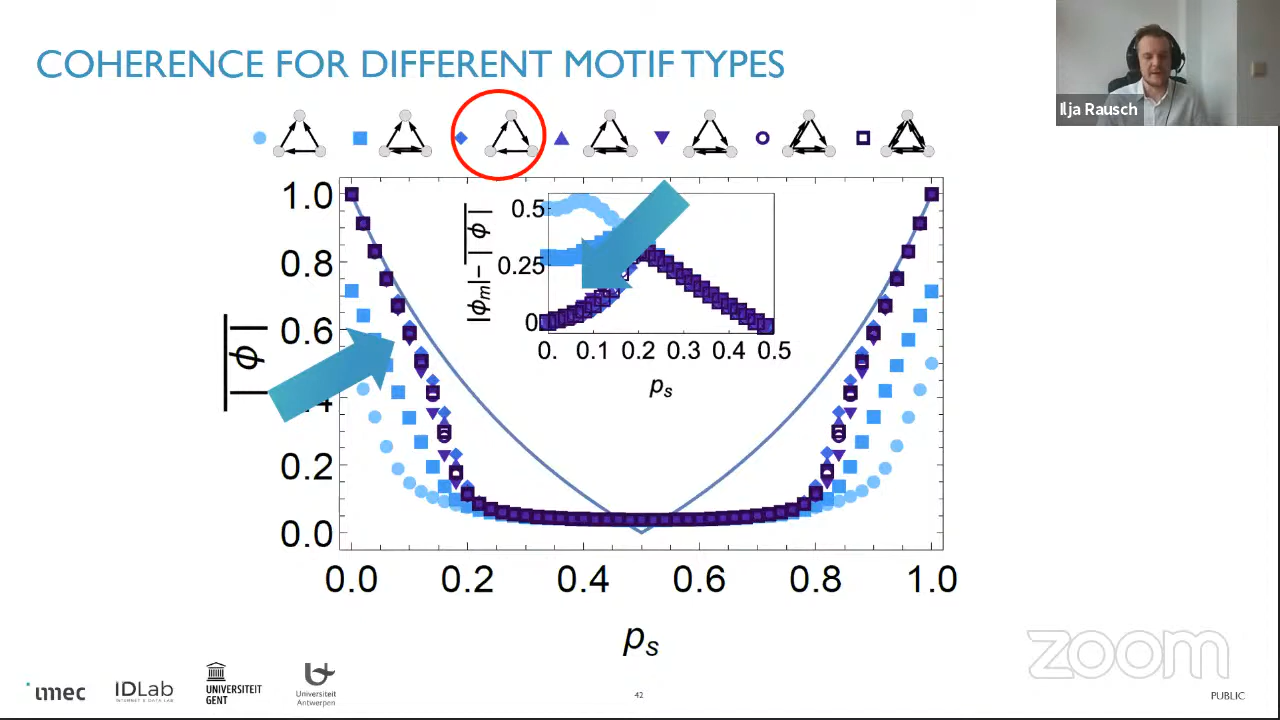 COHERENCE FOR DIFFERENT MOTIF TYPES
Ilja Rausch
1.0
0.8
0.6
0.2
0.0
|ϕ|
0.0 0.2 0.4 0.6 0.8 1.0
pₛ
0.5
0.25
0
|ϕₘ|−|ϕ|
0. 0.1 0.2 0.3 0.4 0.5
pₛ
zoom
imec
IDLab
INTERNET & DATA LAB
UNIVERSITEIT
GENT
Universiteit
Antwerpen
42
PUBLIC